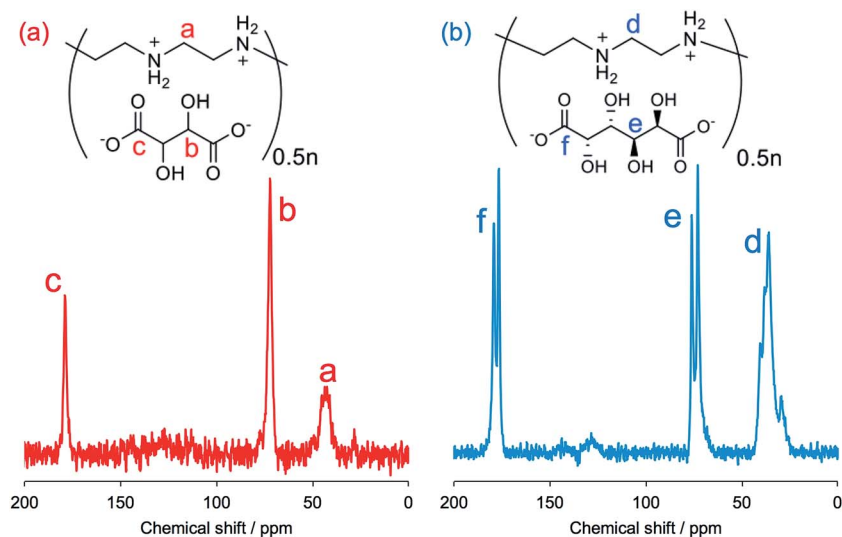 (a)
a
H₂
N
+
+
N
H₂
O
OH
⁻O
O⁻
c
b
OH
O
0.5n
c
b
a
200 150 100 50 0
Chemical shift / ppm
(b)
d
H₂
N
+
+
N
H₂
O
OH
OH
⁻O
e
O⁻
f
OH
OH
O
0.5n
f
e
d
200 150 100 50 0
Chemical shift / ppm